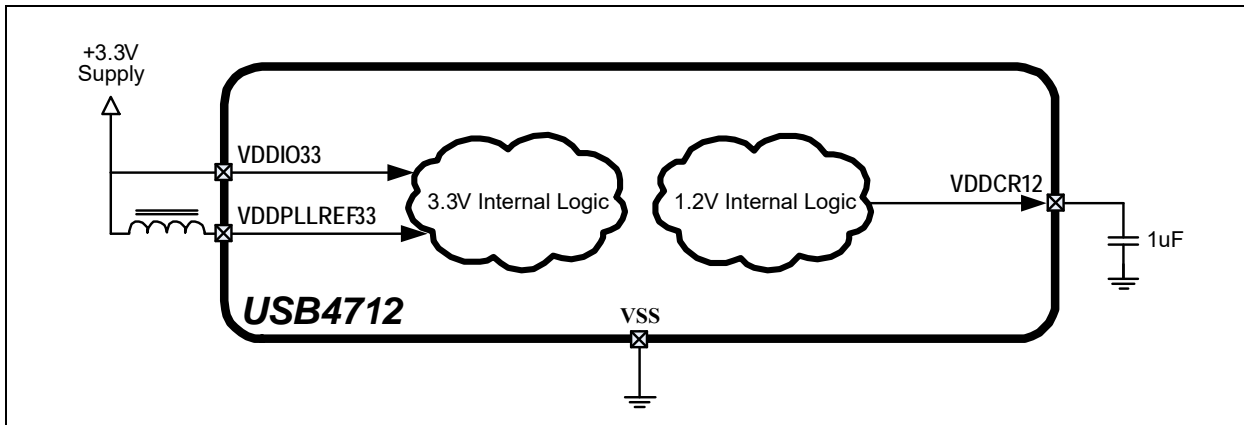 +3.3V
Supply
VDDIO33
VDDPLLREF33
3.3V Internal Logic
1.2V Internal Logic
VDDCR12
1uF
USB4712
VSS